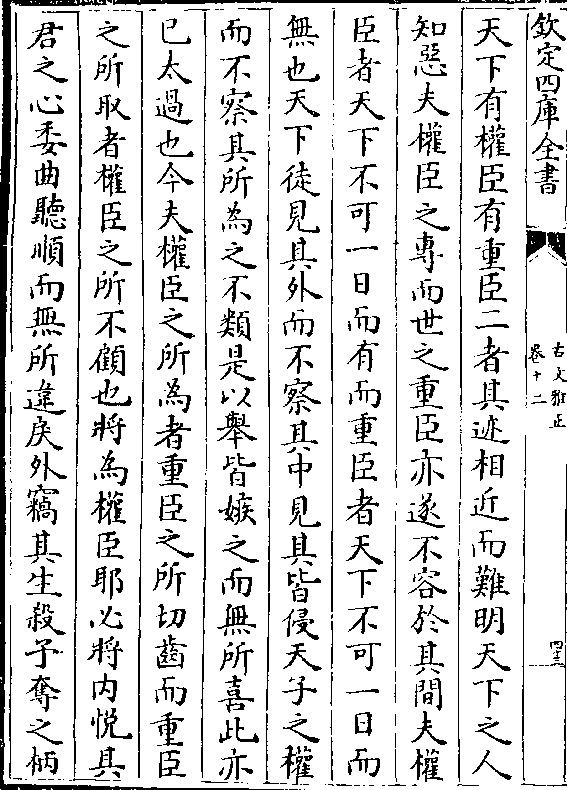 欽定四庫全書
古文雅正
卷十二
天下有權臣有重臣二者其迹相近而難明天下之人
知惡夫權臣之專而世之重臣亦遂不容於其間夫權
臣者天下不可一日而有而重臣者天下不可一日而
無也天下徒見其外而不察其中見其皆侵天子之權
而不察其所為之不類是以舉皆嫉之而無所喜此亦
已太過也今夫權臣之所為者重臣之所切齒而重臣
之所取者權臣之所不顧也將為權臣耶必將内悅其
君之心委曲聽順而無所違戾外竊其生殺予奪之柄